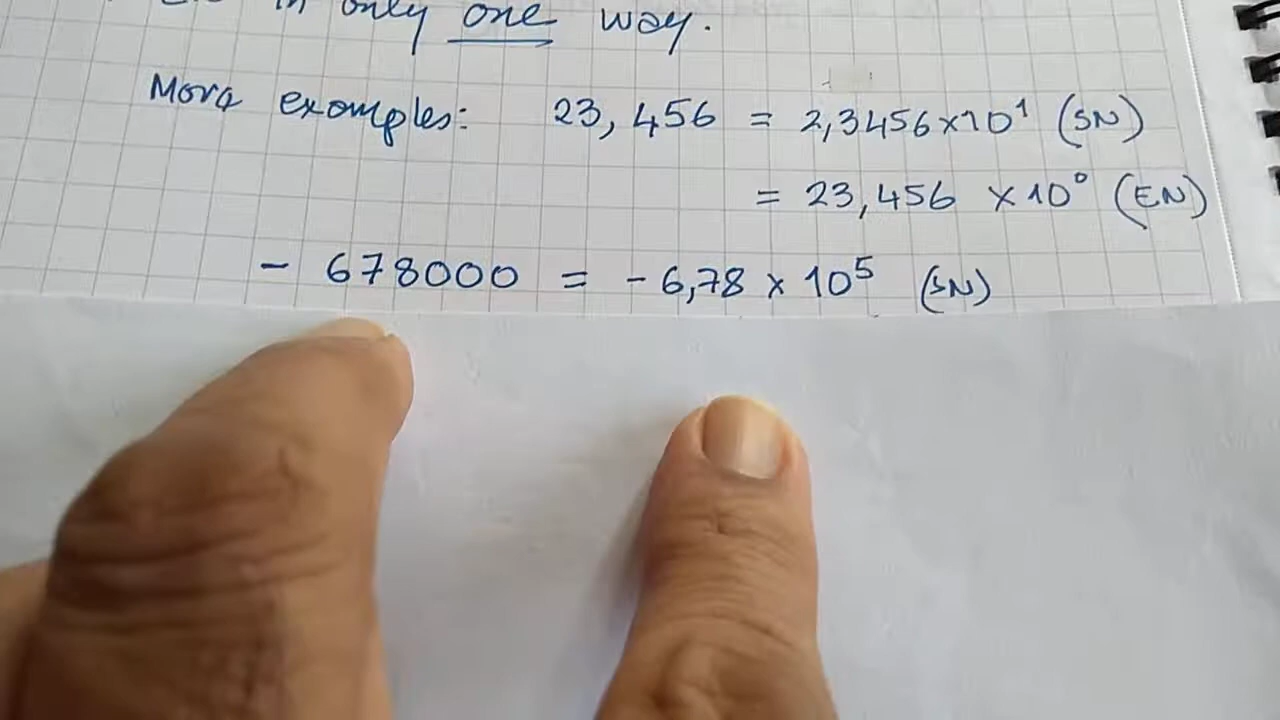 in only one way.
More examples: 23,456 = 2,3456×10¹ (SN)
= 23,456 ×10⁰ (EN)
- 678000 = -6,78 × 10⁵ (SN)